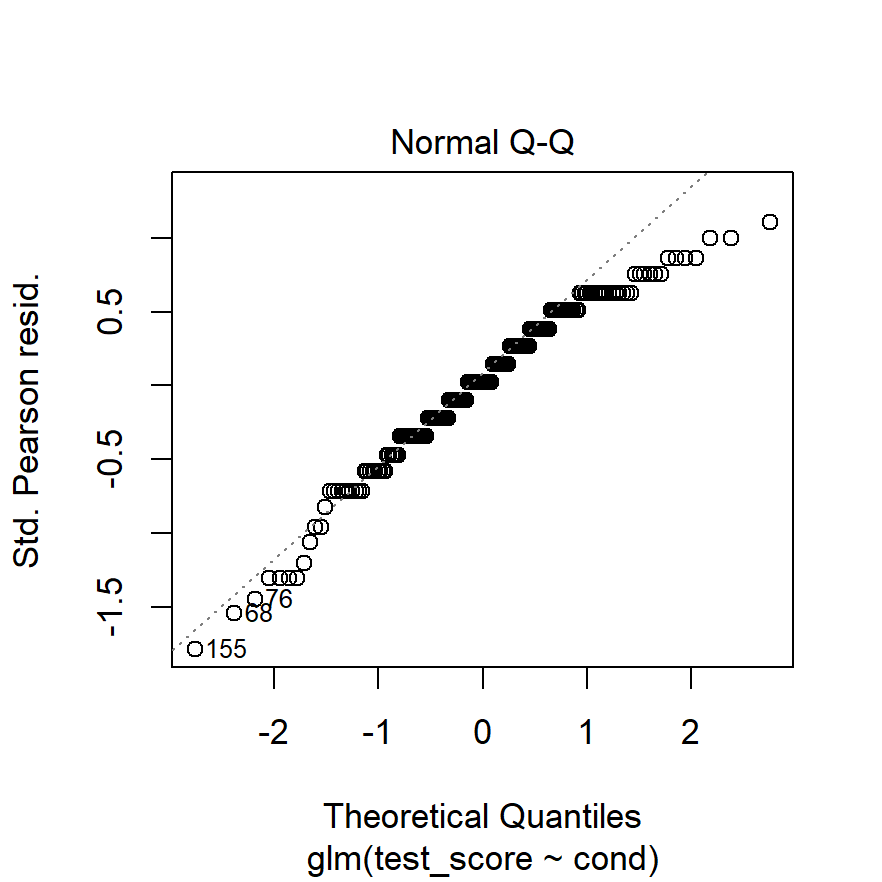 Normal Q-Q
Std. Pearson resid.
0.5
-0.5
-1.5
76
68
155
-2 -1 0 1 2
Theoretical Quantiles
glm(test_score ~ cond)